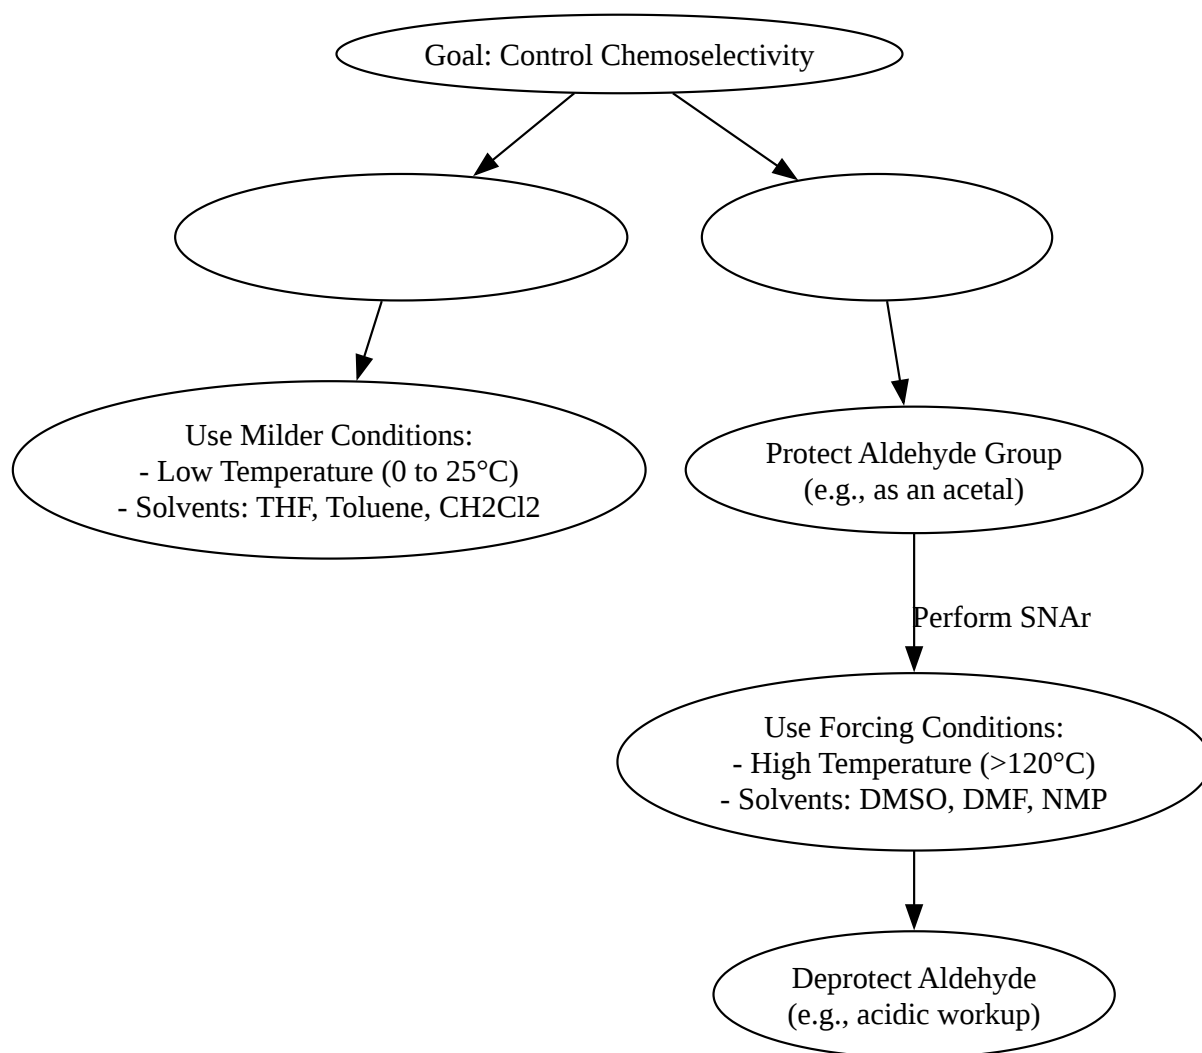 Goal: Control Chemoselectivity
Use Milder Conditions:
- Low Temperature (0 to 25°C)
- Solvents: THF, Toluene, CH2Cl2
Protect Aldehyde Group
(e.g., as an acetal)
Perform SNAr
Use Forcing Conditions:
- High Temperature (>120°C)
- Solvents: DMSO, DMF, NMP
Deprotect Aldehyde
(e.g., acidic workup)